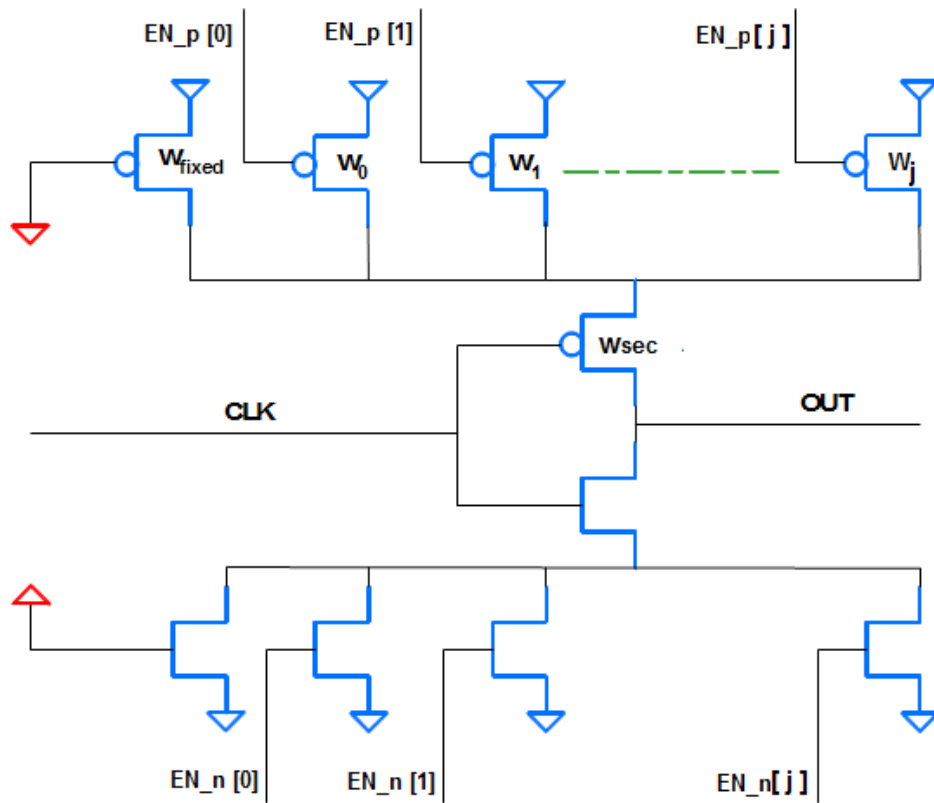 EN_p [0]
EN_p [1]
EN_p [j]
Wfixed
W0
W1
Wj
Wsec
CLK
OUT
EN_n [0]
EN_n [1]
EN_n[j]